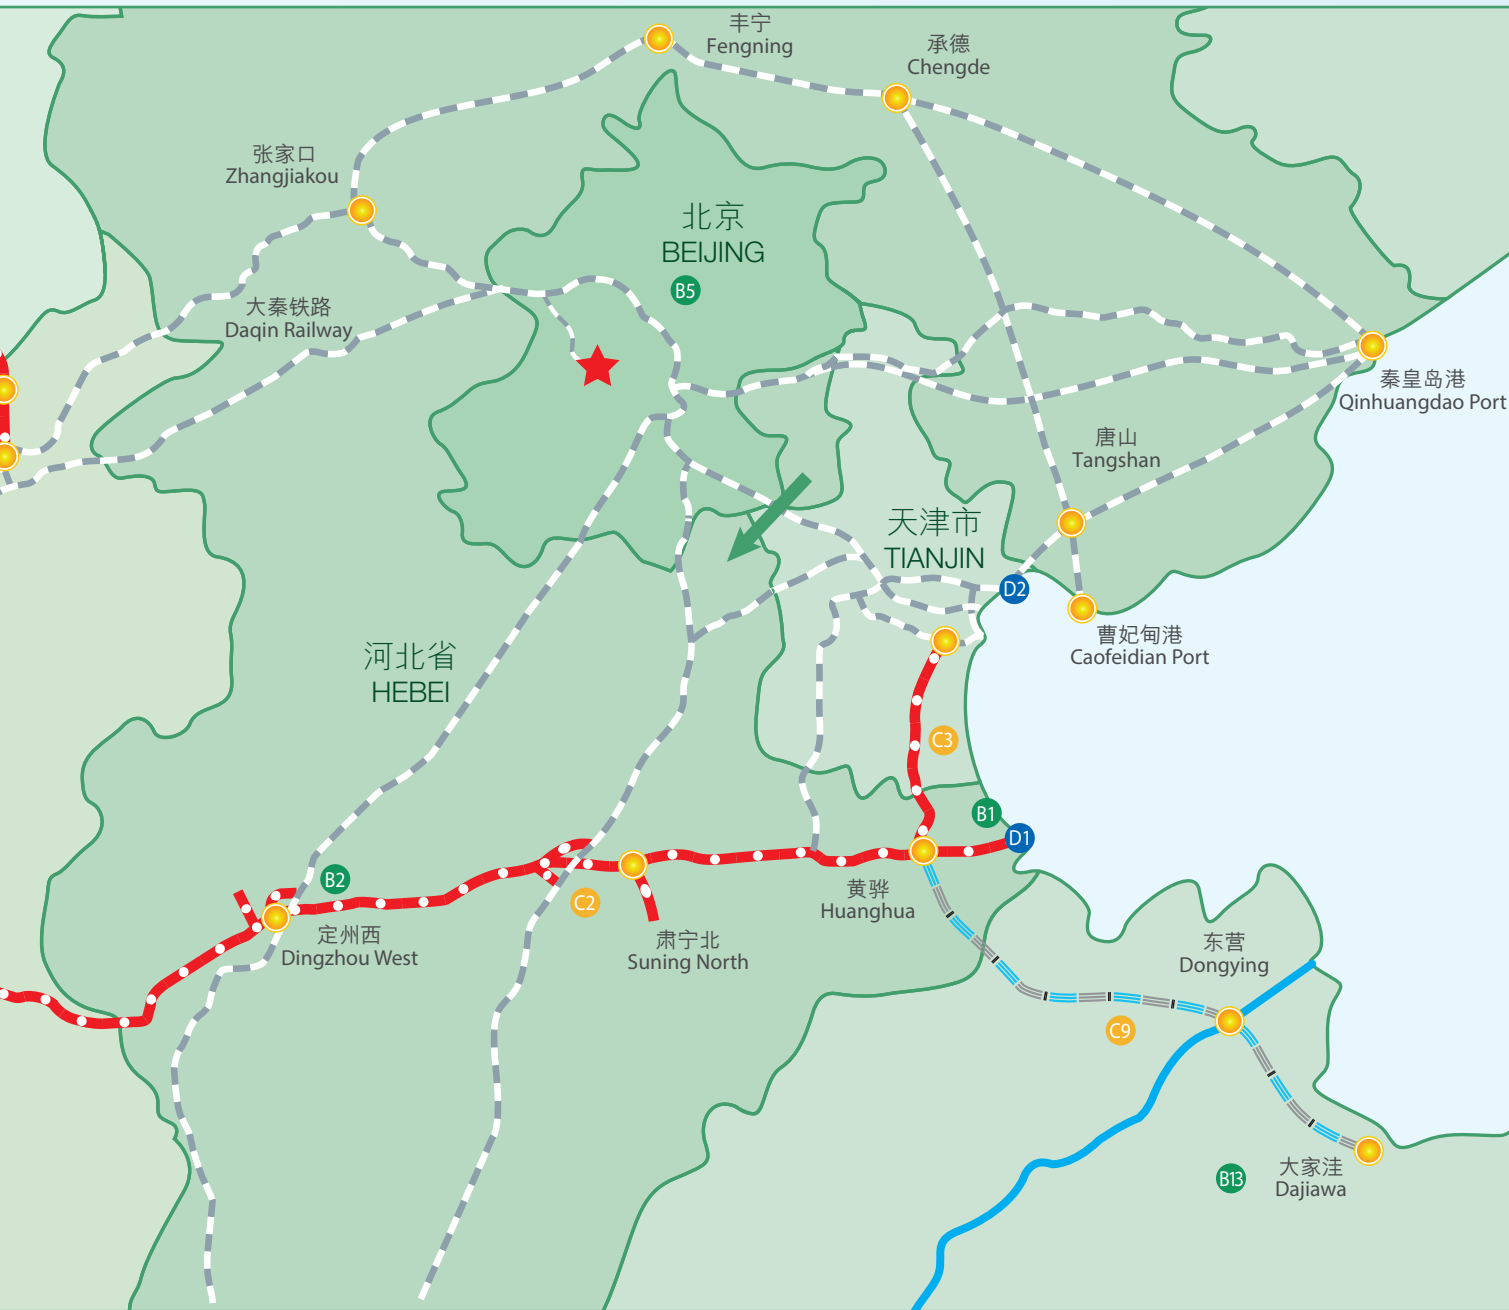 丰宁
Fengning
承德
Chengde
张家口
Zhangjiakou
北京
BEIJING
B5
大秦铁路
Daqin Railway
秦皇岛港
Qinhuangdao Port
唐山
Tangshan
天津市
TIANJIN
D2
曹妃甸港
Caofeidian Port
河北省
HEBEI
C3
B1
D1
B2
C2
黄骅
Huanghua
定州西
Dingzhou West
肃宁北
Suning North
东营
Dongying
C9
B13
大家洼
Dajiawa